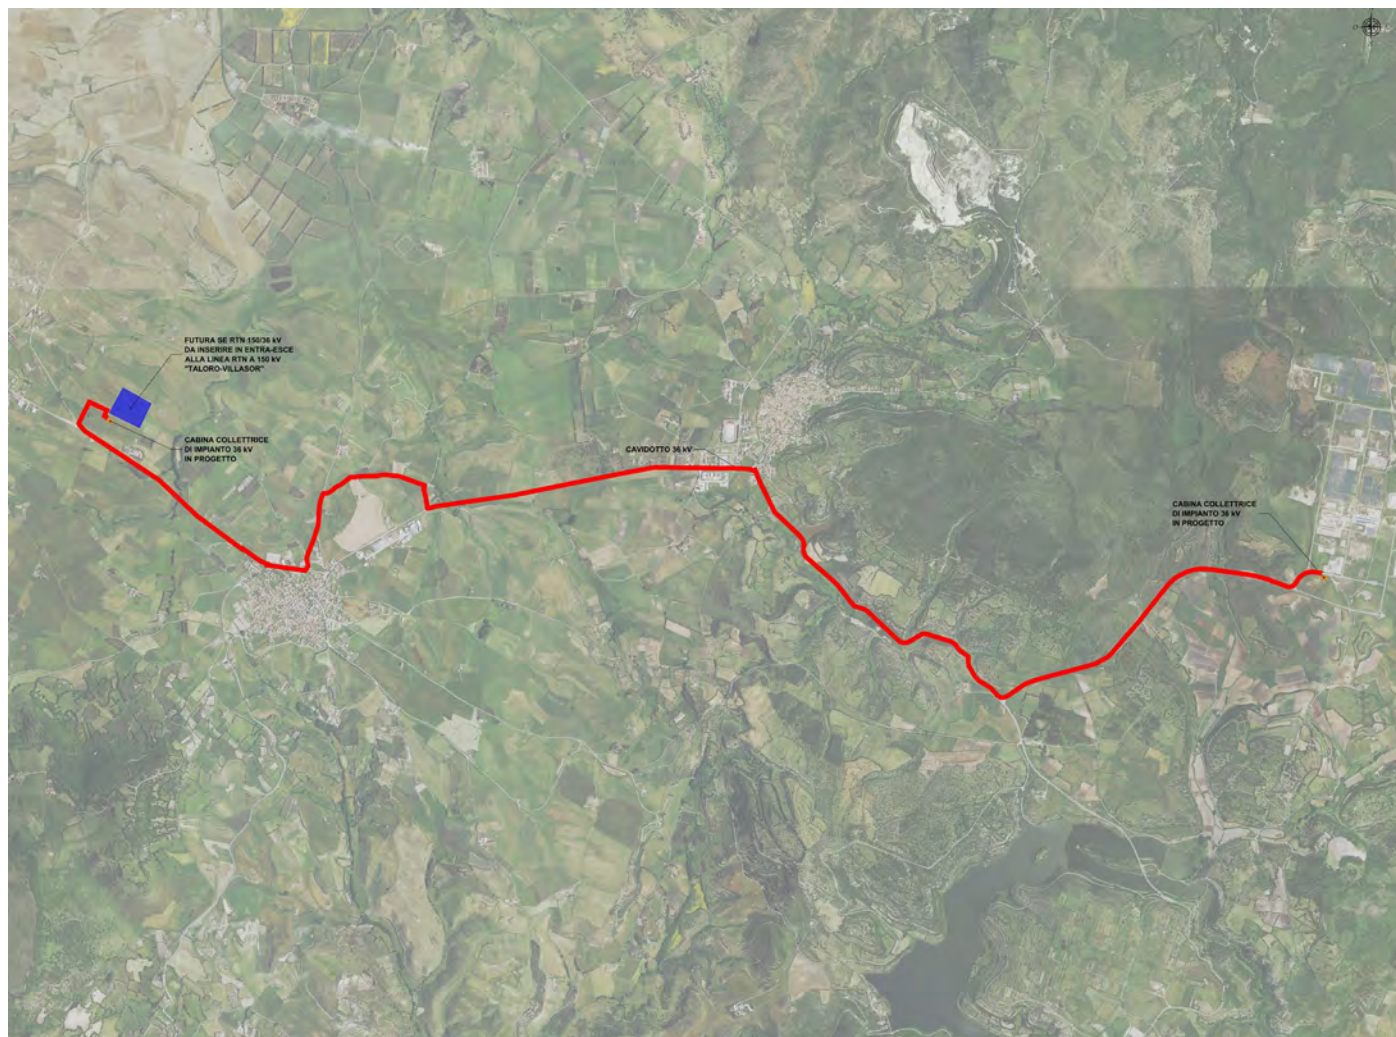 FUTURA SE RTN 150/36 kV
DA INSERIRE IN ENTRA-ESCE
ALLA LINEA RTN A 150 kV
"TALORO-VILLASOR"
CABINA COLLETTRICE
DI IMPIANTO 36 kV
IN PROGETTO
CAVIDOTTO 36 kV
CABINA COLLETTRICE
DI IMPIANTO 36 kV
IN PROGETTO